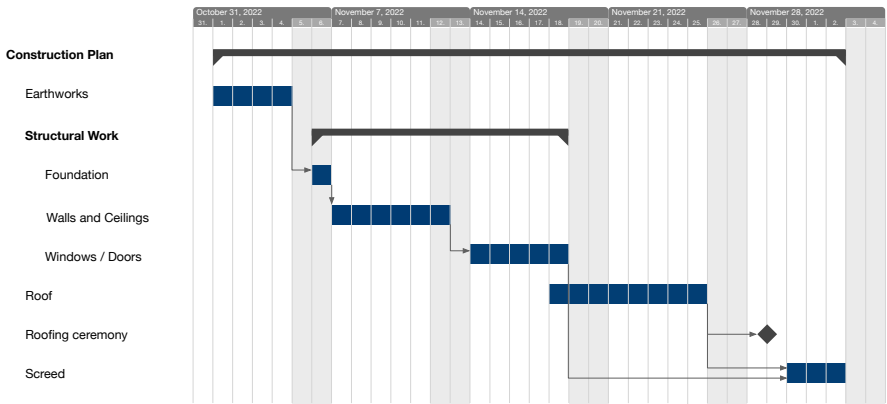 October 31, 2022 November 7, 2022 November 14, 2022 November 21, 2022 November 28, 2022
31. 1. 2. 3. 4. 5. 6. 7. 8. 9. 10. 11. 12. 13. 14. 15. 16. 17. 18. 19. 20. 21. 22. 23. 24. 25. 26. 27. 28. 29. 30. 1. 2. 3. 4.
Construction Plan
Earthworks
Structural Work
Foundation
Walls and Ceilings
Windows / Doors
Roof
Roofing ceremony
Screed